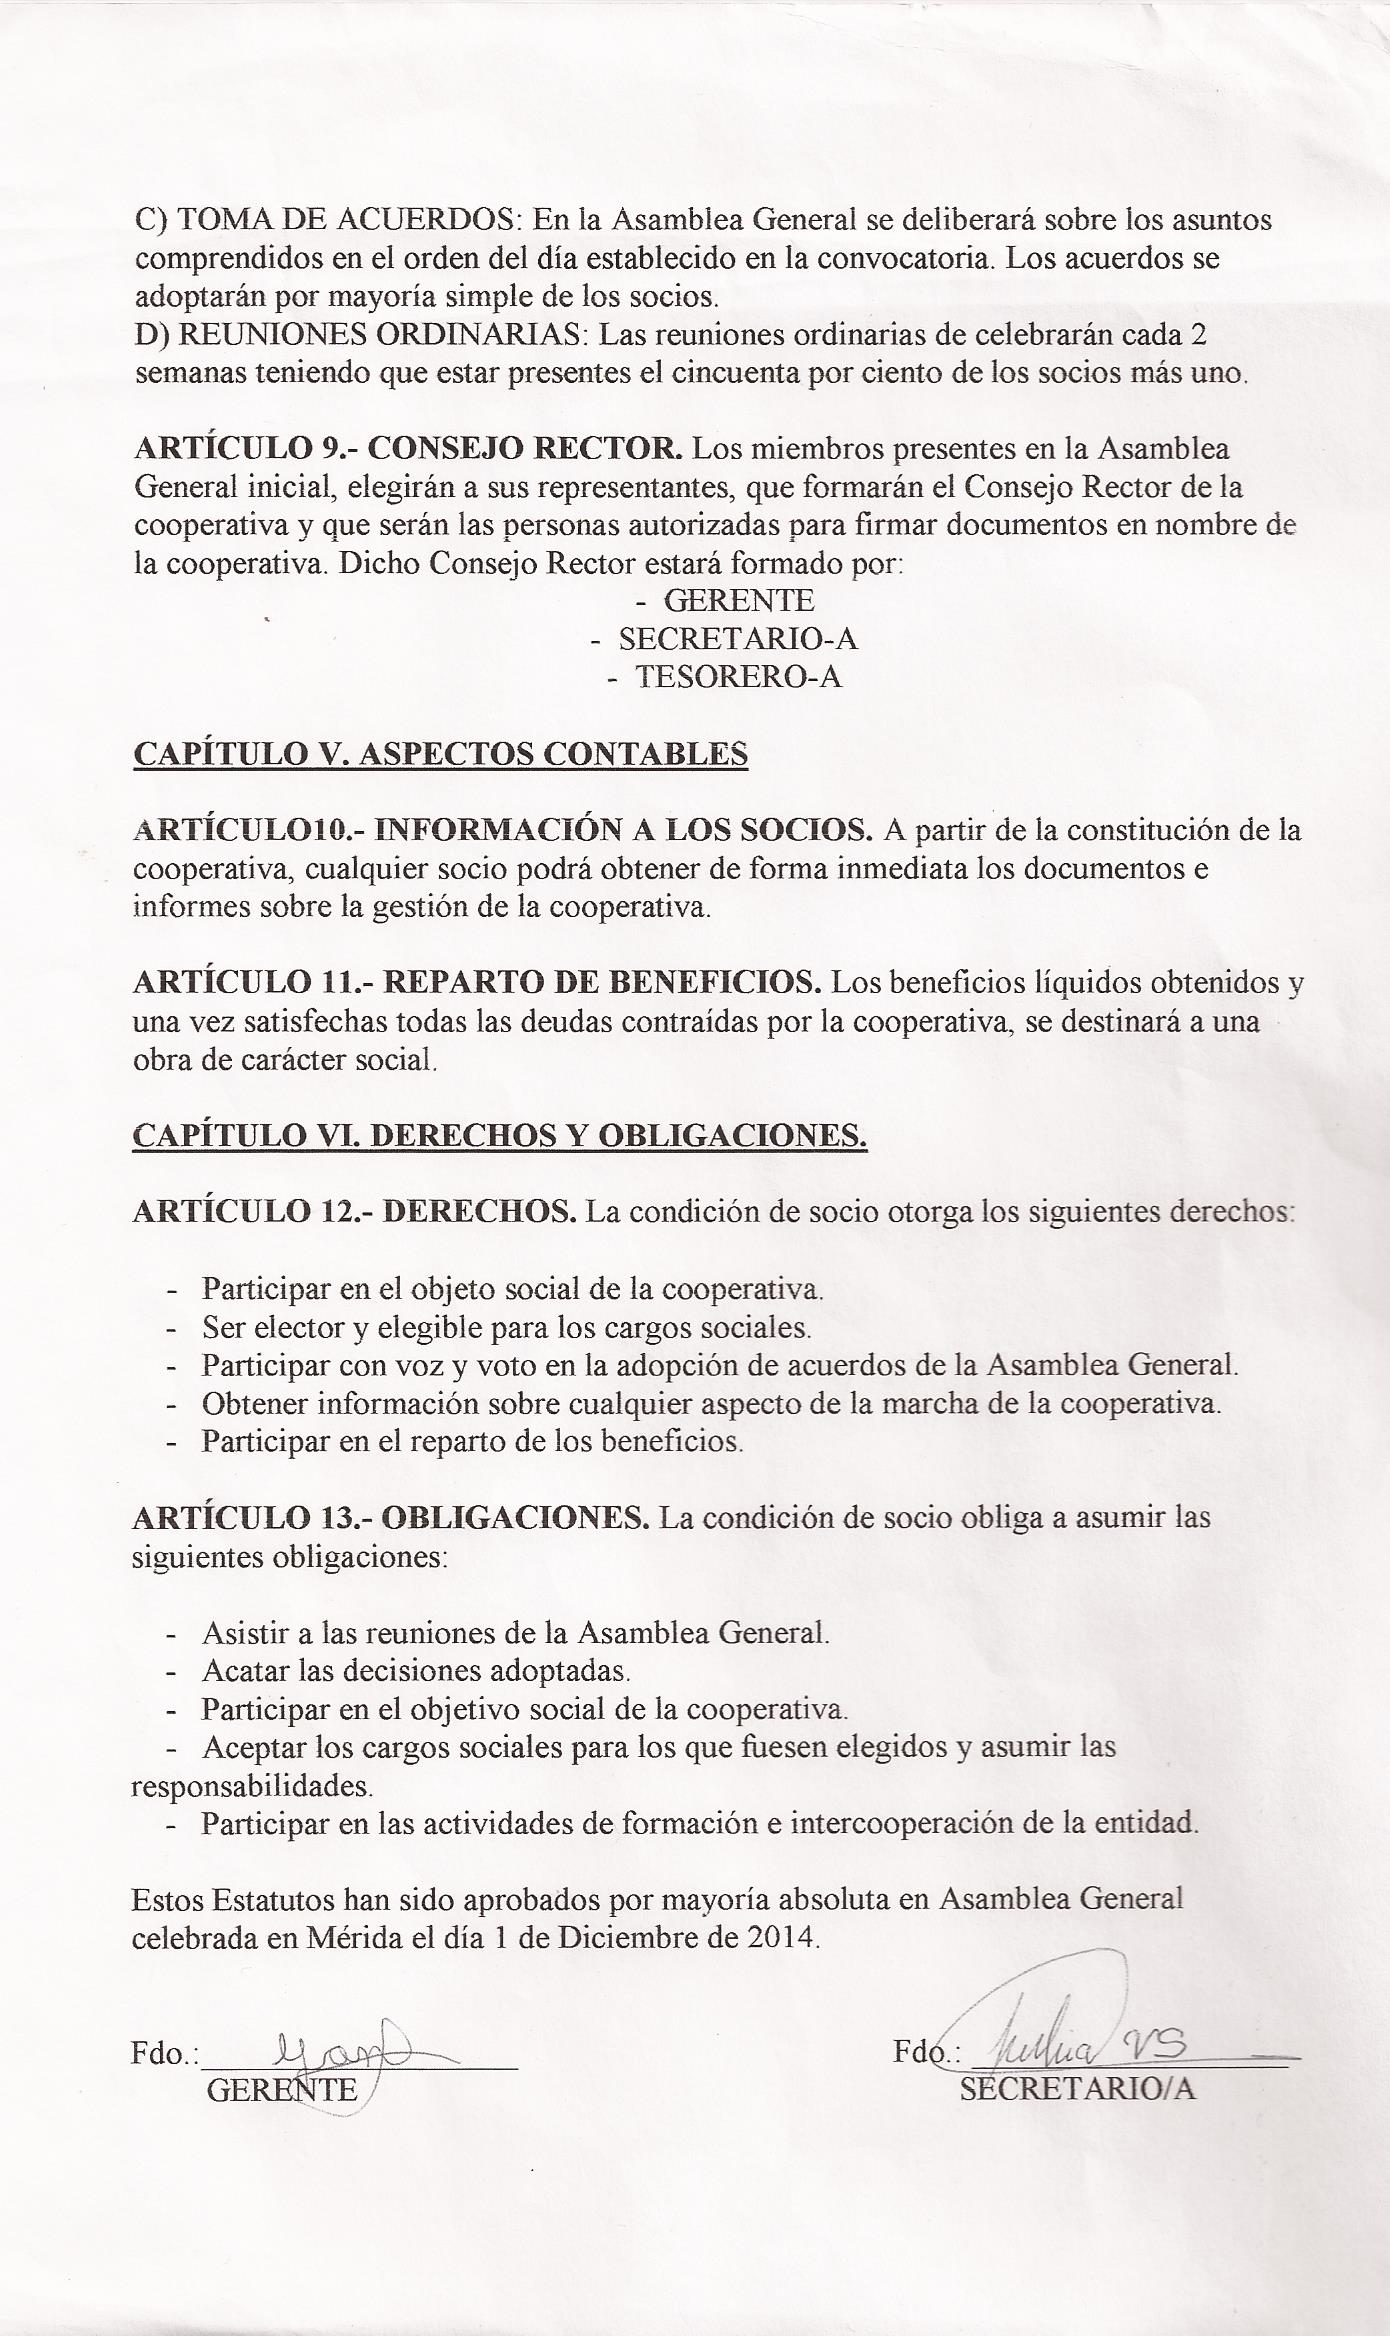 C) TOMA DE ACUERDOS: En la Asamblea General se deliberará sobre los asuntos
comprendidos en el orden del día establecido en la convocatoria. Los acuerdos se
adoptarán por mayoría simple de los socios.
D) REUNIONES ORDINARIAS: Las reuniones ordinarias de celebrarán cada 2
semanas teniendo que estar presentes el cincuenta por ciento de los socios más uno.
ARTÍCULO 9.- CONSEJO RECTOR. Los miembros presentes en la Asamblea
General inicial, elegirán a sus representantes, que formarán el Consejo Rector de la
cooperativa y que serán las personas autorizadas para firmar documentos en nombre de
la cooperativa. Dicho Consejo Rector estará formado por:
- GERENTE
- SECRETARIO-A
- TESORERO-A
CAPÍTULO V. ASPECTOS CONTABLES
ARTÍCULO10.- INFORMACIÓN A LOS SOCIOS. A partir de la constitución de la
cooperativa, cualquier socio podrá obtener de forma inmediata los documentos e
informes sobre la gestión de la cooperativa.
ARTÍCULO 11.- REPARTO DE BENEFICIOS. Los beneficios líquidos obtenidos y
una vez satisfechas todas las deudas contraídas por la cooperativa, se destinará a una
obra de carácter social.
CAPÍTULO VI. DERECHOS Y OBLIGACIONES.
ARTÍCULO 12.- DERECHOS. La condición de socio otorga los siguientes derechos:
- Participar en el objeto social de la cooperativa.
- Ser elector y elegible para los cargos sociales.
- Participar con voz y voto en la adopción de acuerdos de la Asamblea General.
- Obtener información sobre cualquier aspecto de la marcha de la cooperativa.
- Participar en el reparto de los beneficios.
ARTÍCULO 13.- OBLIGACIONES. La condición de socio obliga a asumir las
siguientes obligaciones:
- Asistir a las reuniones de la Asamblea General.
- Acatar las decisiones adoptadas.
- Participar en el objetivo social de la cooperativa.
- Aceptar los cargos sociales para los que fuesen elegidos y asumir las
responsabilidades.
- Participar en las actividades de formación e intercooperación de la entidad.
Estos Estatutos han sido aprobados por mayoría absoluta en Asamblea General
celebrada en Mérida el día 1 de Diciembre de 2014.
Fdo.: Fdo.: VS
GERENTE SECRETARIO/A